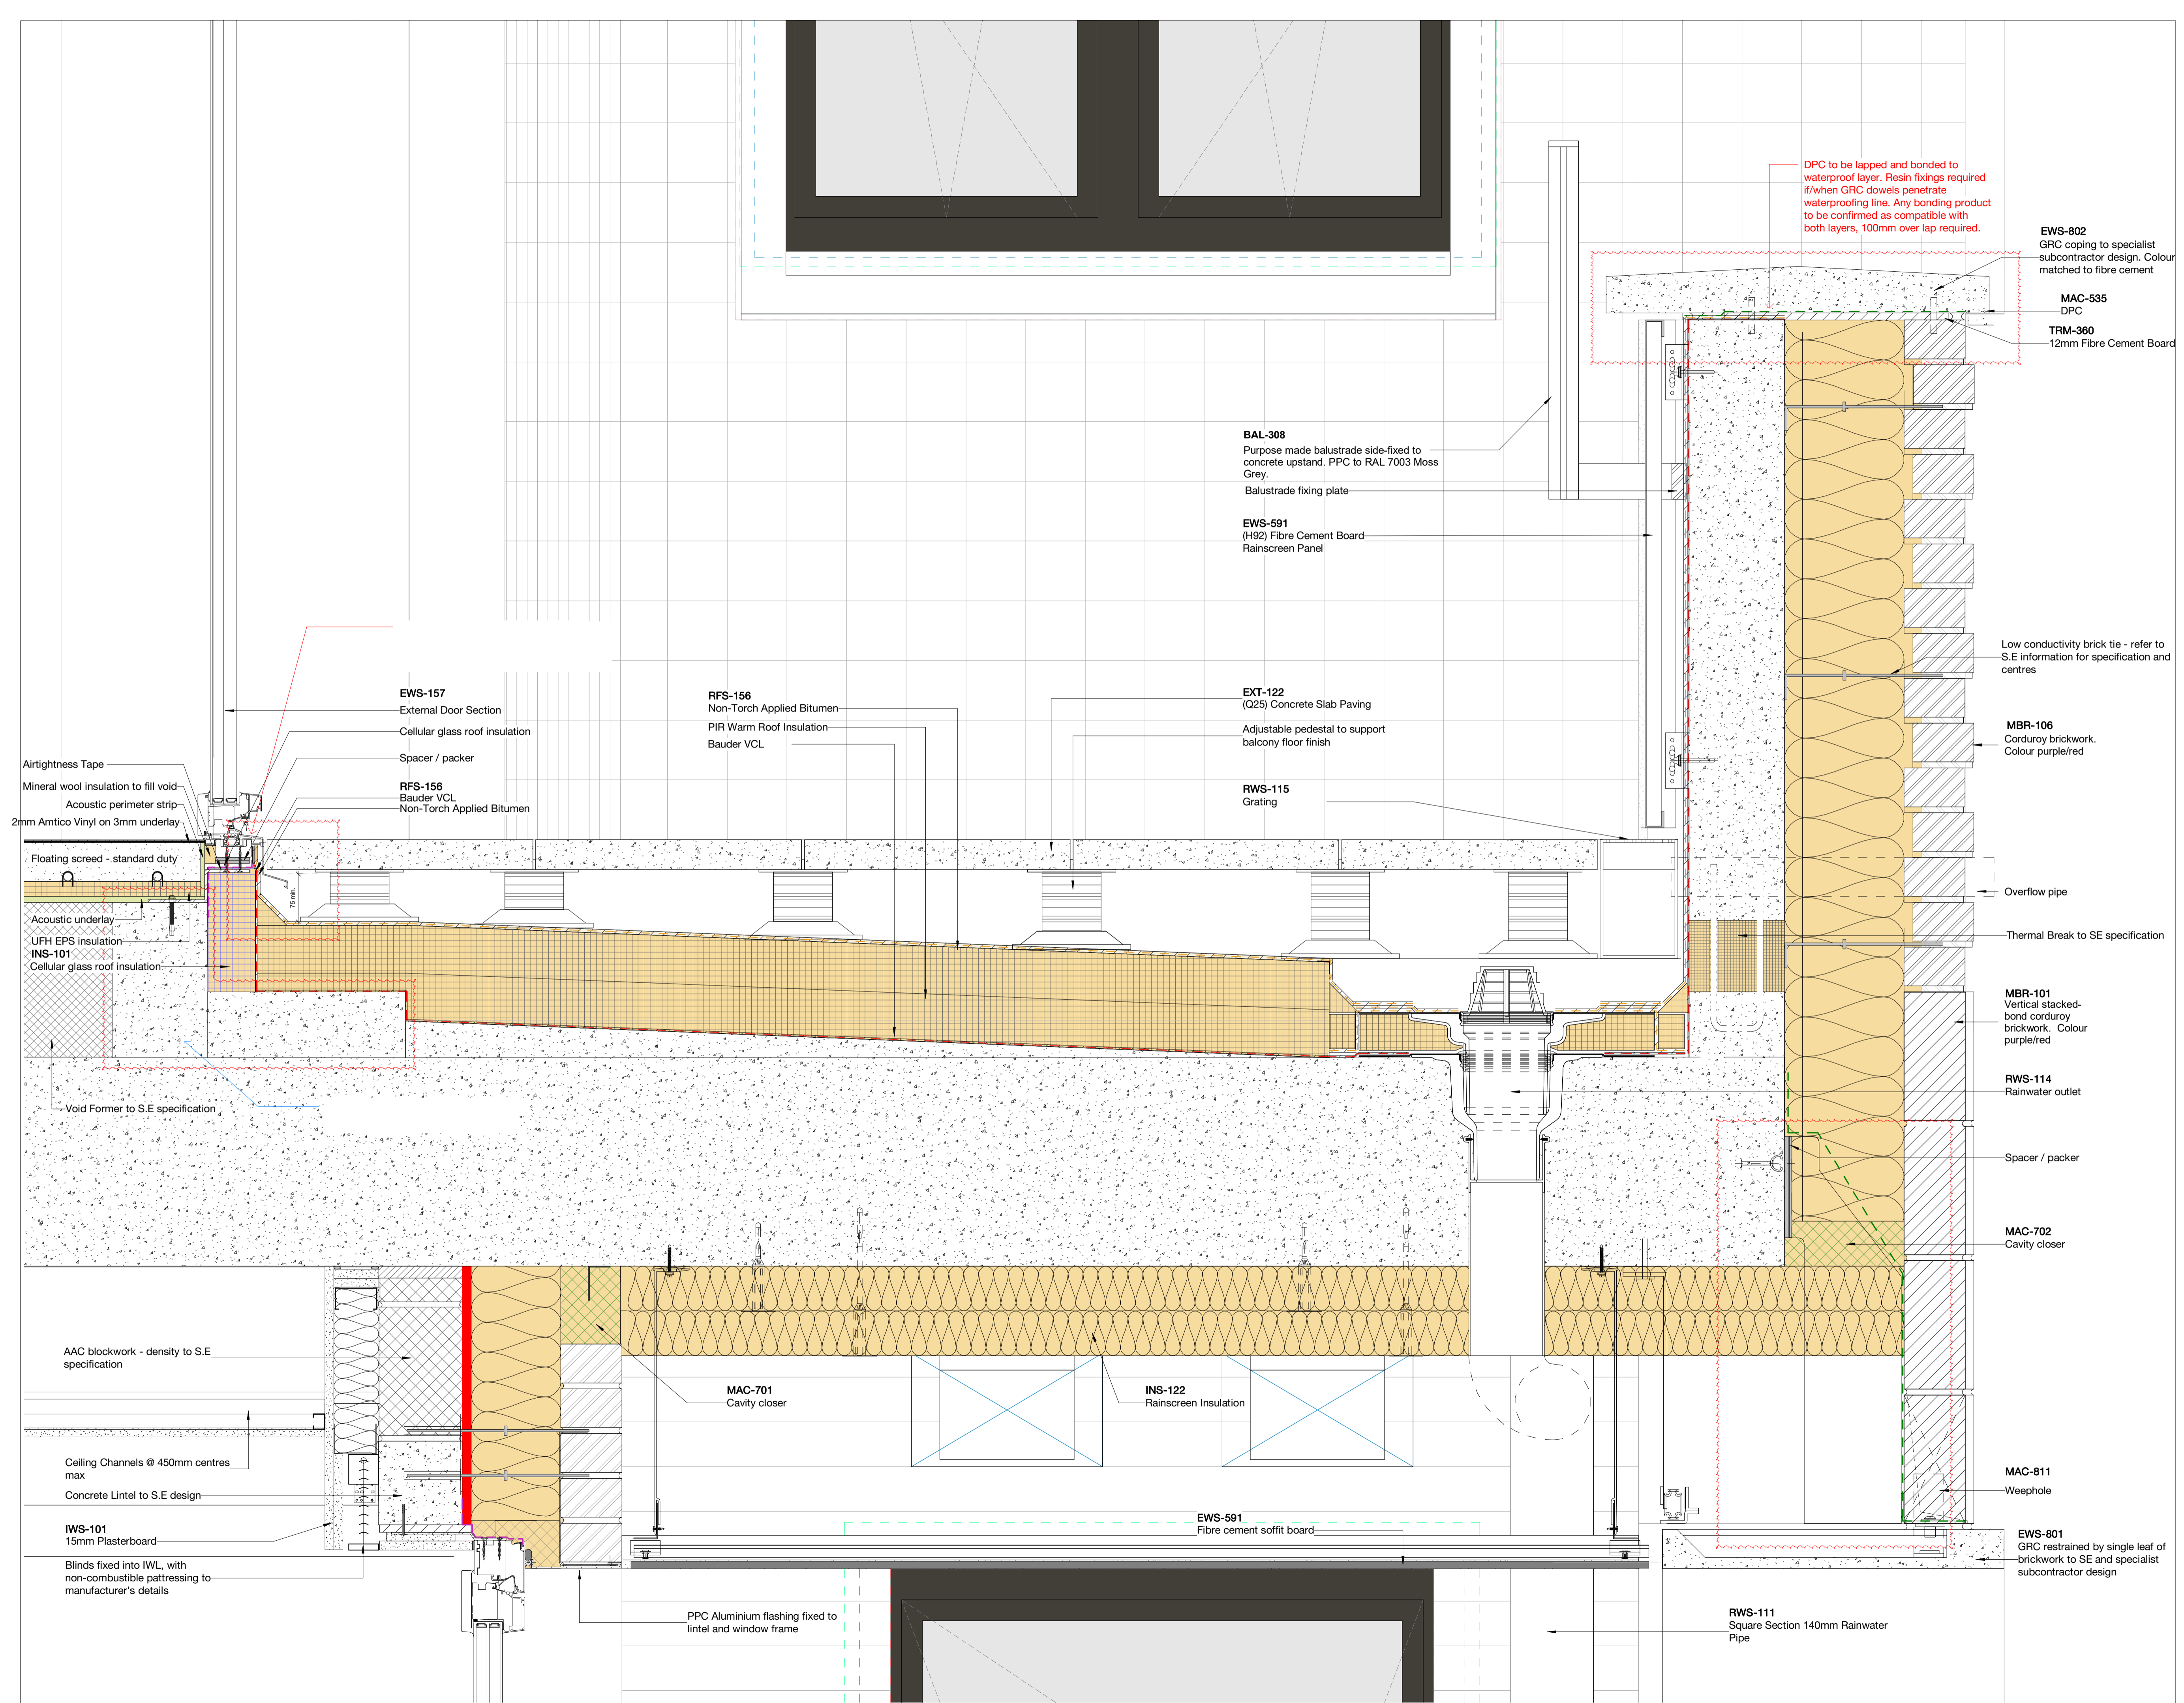 DPC to be lapped and bonded to
waterproof layer. Resin fixings required
if/when GRC dowels penetrate
waterproofing line. Any bonding product
to be confirmed as compatible with
both layers, 100mm over lap required.
EWS-802
GRC coping to specialist
subcontractor design. Colour
matched to fibre cement
MAC-535
DPC
TRM-360
12mm Fibre Cement Board
BAL-308
Purpose made balustrade side-fixed to
concrete upstand. PPC to RAL 7003 Moss
Grey.
Balustrade fixing plate
EWS-591
(H92) Fibre Cement Board
Rainscreen Panel
Low conductivity brick tie - refer to
S.E information for specification and
centres
EWS-157
External Door Section
Cellular glass roof insulation
Spacer / packer
RFS-156
Bauder VCL
Non-Torch Applied Bitumen
RFS-156
Non-Torch Applied Bitumen
PIR Warm Roof Insulation
Bauder VCL
EXT-122
(Q25) Concrete Slab Paving
Adjustable pedestal to support
balcony floor finish
RWS-115
Grating
MBR-106
Corduroy brickwork.
Colour purple/red
Airtightness Tape
Mineral wool insulation to fill void
Acoustic perimeter strip
2mm Amtico Vinyl on 3mm underlay
Floating screed - standard duty
75 min.
Acoustic underlay
UFH EPS insulation
INS-101
Cellular glass roof insulation
Void Former to S.E specification
Overflow pipe
Thermal Break to SE specification
MBR-101
Vertical stacked-
bond corduroy
brickwork. Colour
purple/red
RWS-114
Rainwater outlet
Spacer / packer
MAC-702
Cavity closer
AAC blockwork - density to S.E
specification
MAC-701
Cavity closer
INS-122
Rainscreen Insulation
Ceiling Channels @ 450mm centres
max
Concrete Lintel to S.E design
IWS-101
15mm Plasterboard
Blinds fixed into IWL, with
non-combustible pattressing to
manufacturer's details
EWS-591
Fibre cement soffit board
MAC-811
Weephole
EWS-801
GRC restrained by single leaf of
brickwork to SE and specialist
subcontractor design
PPC Aluminium flashing fixed to
lintel and window frame
RWS-111
Square Section 140mm Rainwater
Pipe